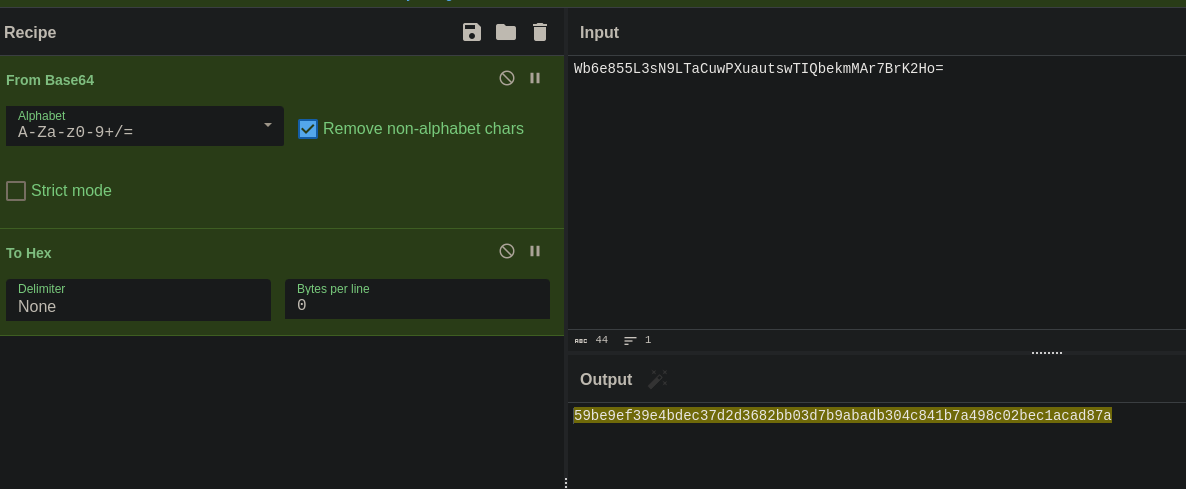 Recipe
From Base64
Alphabet
A-Za-z0-9+/=
Remove non-alphabet chars
Strict mode
To Hex
Delimiter
None
Bytes per line
0
Input
Wb6e855L3sN9LTaCuwPXuautswTIQbekmMAr7BrK2Ho=
ABC 44 1
Output
59be9ef39e4bdec37d2d3682bb03d7b9abadb304c841b7a498c02bec1acad87a